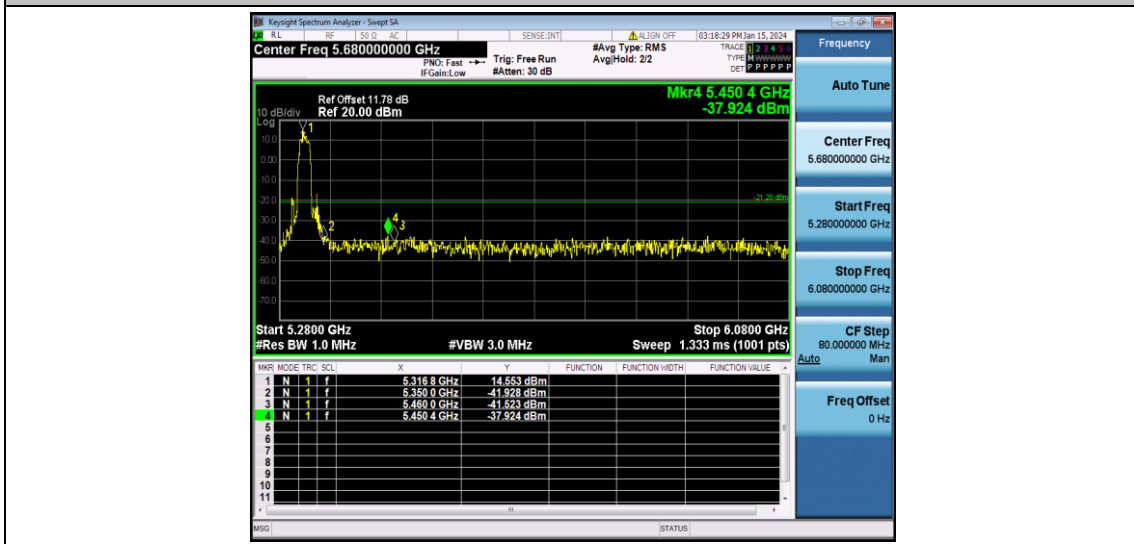 Keysight Spectrum Analyzer - Swept SA
RL RF 50 Ω AC SENSE:INT ALIGN OFF 03:18:29 PM Jan 15, 2024
Center Freq 5.680000000 GHz
PNO: Fast
IFGain:Low
Trig: Free Run
#Atten: 30 dB
#Avg Type: RMS
Avg|Hold: 2/2
TRACE 1 2 3 4 5 6
TYPE M WWWWW
DET P P P P P P
Mkr4 5.450 4 GHz
-37.924 dBm
Ref Offset 11.78 dB
10 dB/div Ref 20.00 dBm
Log
10.0
0.00
-10.0
-20.0
-30.0
-40.0
-50.0
-60.0
-70.0
1
2
4
3
-21.20 dBm
Start 5.2800 GHz Stop 6.0800 GHz
#Res BW 1.0 MHz #VBW 3.0 MHz Sweep 1.333 ms (1001 pts)
MKR MODE TRC SCL X Y FUNCTION FUNCTION WIDTH FUNCTION VALUE
1 N 1 f 5.316 8 GHz 14.553 dBm
2 N 1 f 5.350 0 GHz -41.928 dBm
3 N 1 f 5.460 0 GHz -41.523 dBm
4 N 1 f 5.450 4 GHz -37.924 dBm
5
6
7
8
9
10
11
MSG STATUS
Frequency
Auto Tune
Center Freq
5.680000000 GHz
Start Freq
5.280000000 GHz
Stop Freq
6.080000000 GHz
CF Step
80.000000 MHz
Auto Man
Freq Offset
0 Hz